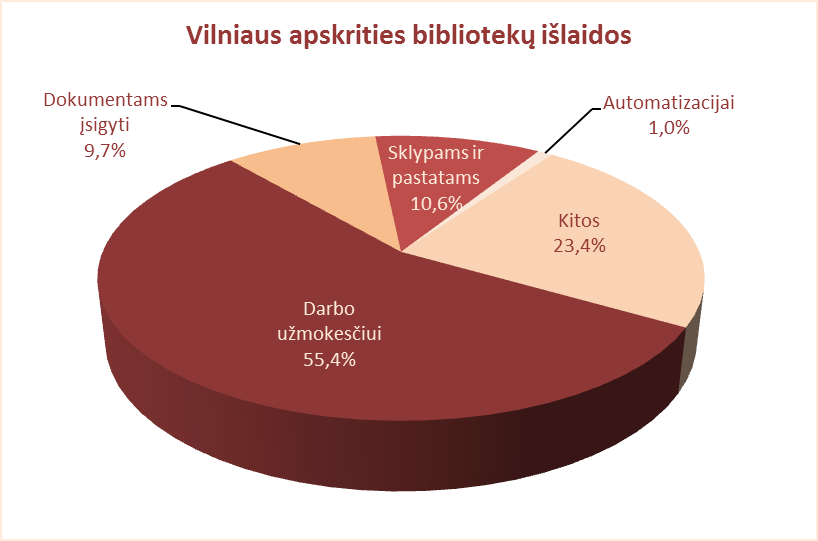 Vilniaus apskrities bibliotekų išlaidos
Dokumentams
įsigyti
9,7%
Sklypams ir
pastatams
10,6%
Automatizacijai
1,0%
Kitos
23,4%
Darbo
užmokesčiui
55,4%